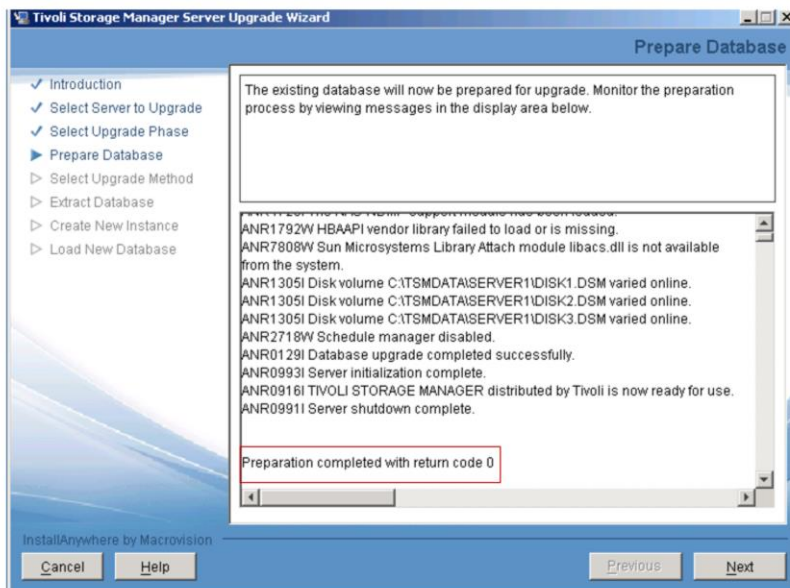 Tivoli Storage Manager Server Upgrade Wizard
Prepare Database
Introduction
Select Server to Upgrade
Select Upgrade Phase
Prepare Database
Select Upgrade Method
Extract Database
Create New Instance
Load New Database
The existing database will now be prepared for upgrade. Monitor the preparation
process by viewing messages in the display area below.
ANR1792W HBAAPI vendor library failed to load or is missing.
ANR7808W Sun Microsystems Library Attach module libacs.dll is not available
from the system.
ANR1305I Disk volume C:\TSMDATA\SERVER1\DISK1.DSM varied online.
ANR1305I Disk volume C:\TSMDATA\SERVER1\DISK2.DSM varied online.
ANR1305I Disk volume C:\TSMDATA\SERVER1\DISK3.DSM varied online.
ANR2718W Schedule manager disabled.
ANR0129I Database upgrade completed successfully.
ANR0993I Server initialization complete.
ANR0916I TIVOLI STORAGE MANAGER distributed by Tivoli is now ready for use.
ANR0991I Server shutdown complete.
Preparation completed with return code 0
InstallAnywhere by Macrovision
Cancel Help Previous Next